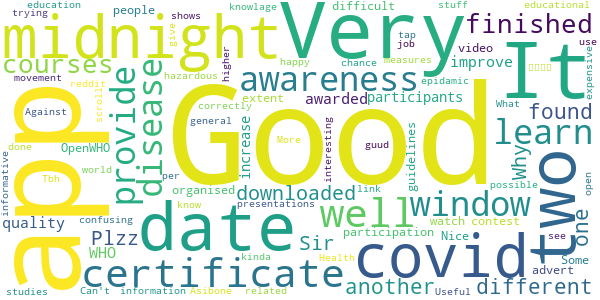 education
trying
people
shows
knowlage
difficult
stuff
educational
midnight
Very
It
finished
give
tap
job
video
use
courses
movement
happy
chance
measures
improve
higher
hazardous
epidamic
awareness
expensive
reddit
scroll
app
provide
disease
Good
extent
awarded
participants
Against
correctly
What
found
done
OpenWHO
general
increase
More
interesting
guud
guidelines
learn
Why
two
informative
Tbh
world
per
organised
link
possible
open
know
presentations
downloaded
window
one
quality
confusing
date
well
watch
contest
Plzz
Sir
participation
Nice
Some
see
WHO
kinda
Health
covid
advert
certificate
another
different
studies
Can't
information
Asibone
related
Useful